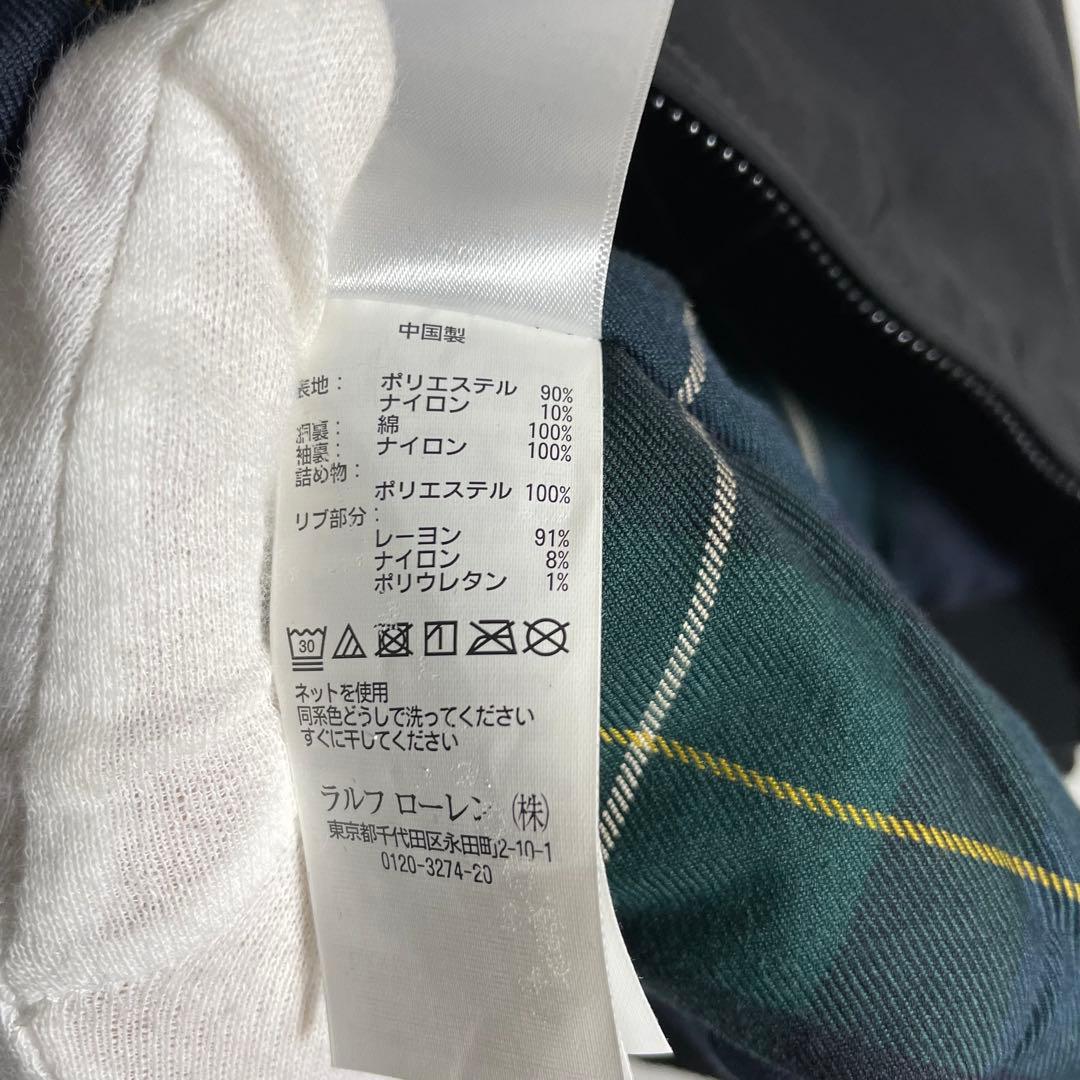 中国製
表地： ポリエステル 90%
ナイロン 10%
胴裏： 綿 100%
袖裏： ナイロン 100%
詰め物：
ポリエステル 100%
リブ部分：
レーヨン 91%
ナイロン 8%
ポリウレタン 1%
30
ネットを使用
同系色どうしで洗ってください
すぐに干してください
ラルフ ローレン (株)
東京都千代田区永田町2-10-1
0120-3274-20